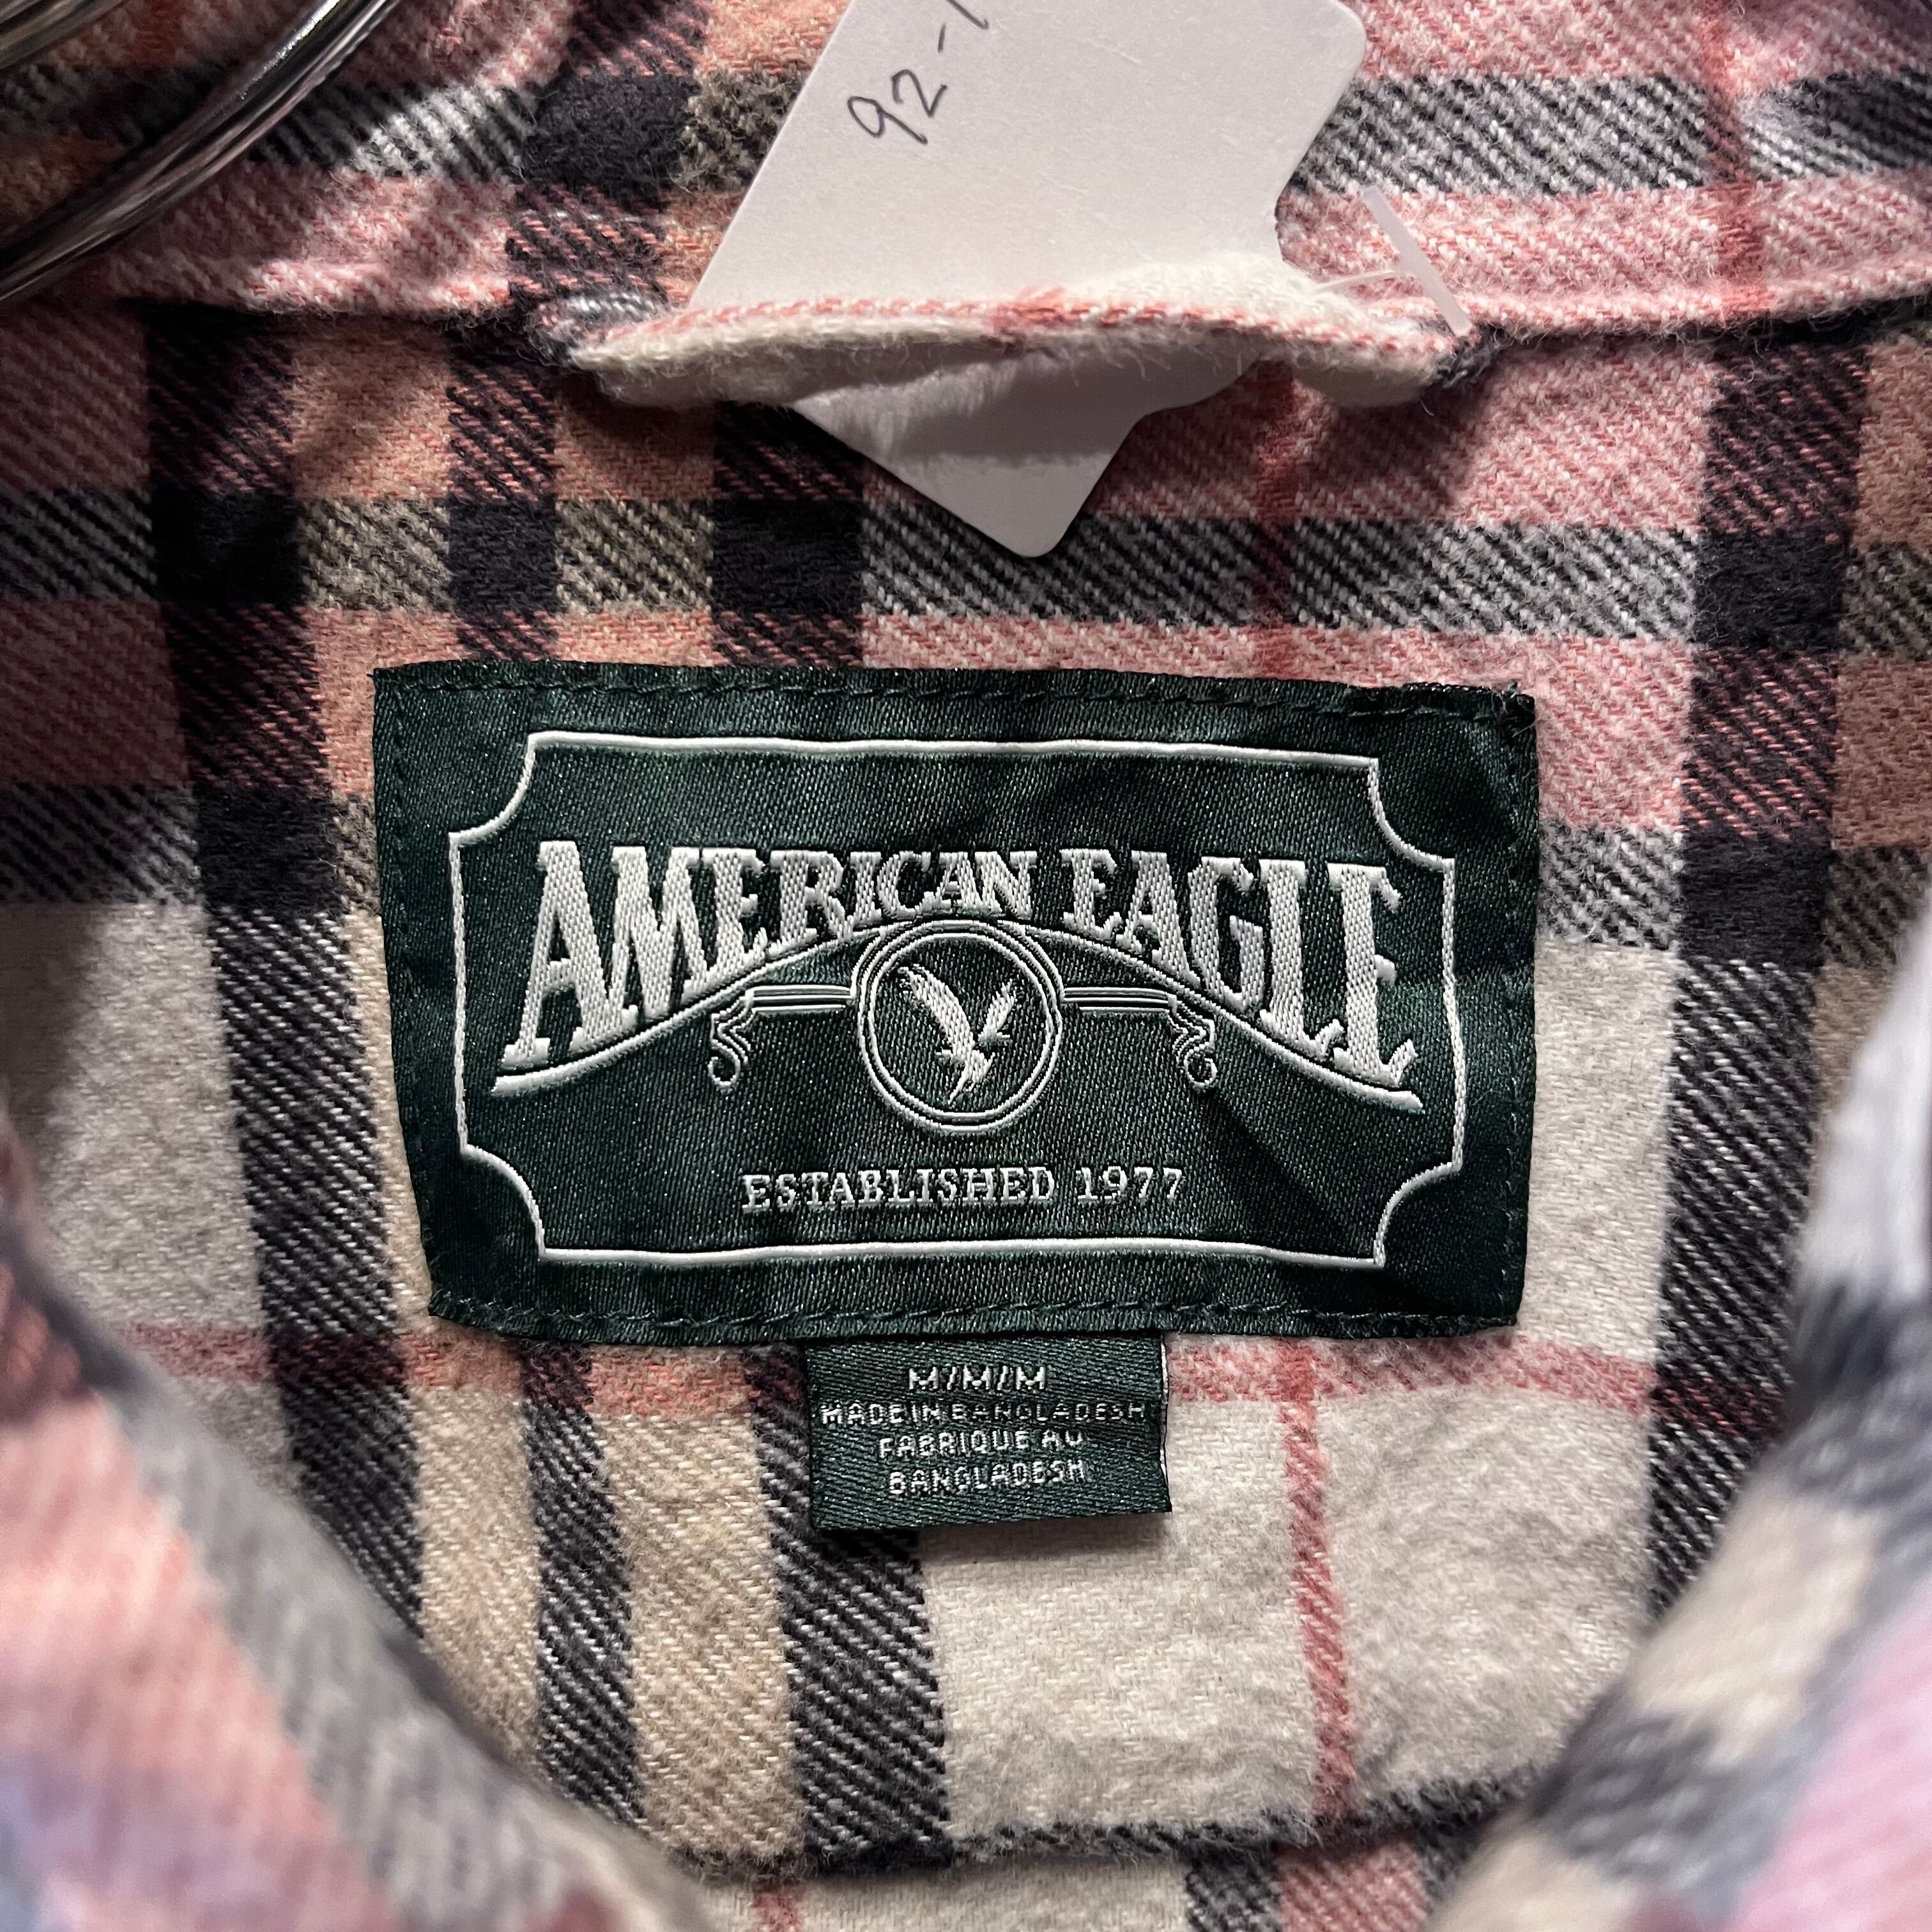 92-
AMERICAN EAGLE
ESTABLISHED 1977
M/M/M
MADE IN BANGLADESH
FABRIQUE AU
BANGLADESH